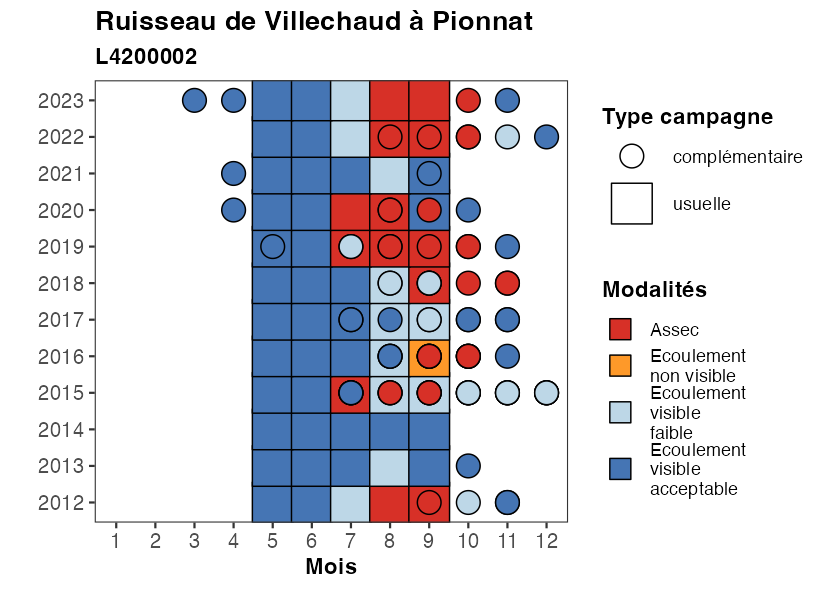 Ruisseau de Villechaud à Pionnat
L4200002
2023
2022
2021
2020
2019
2018
2017
2016
2015
2014
2013
2012
1 2 3 4 5 6 7 8 9 10 11 12
Mois
Type campagne
complémentaire
usuelle
Modalités
Assec
Ecoulement
non visible
Ecoulement
visible
faible
Ecoulement
visible
acceptable